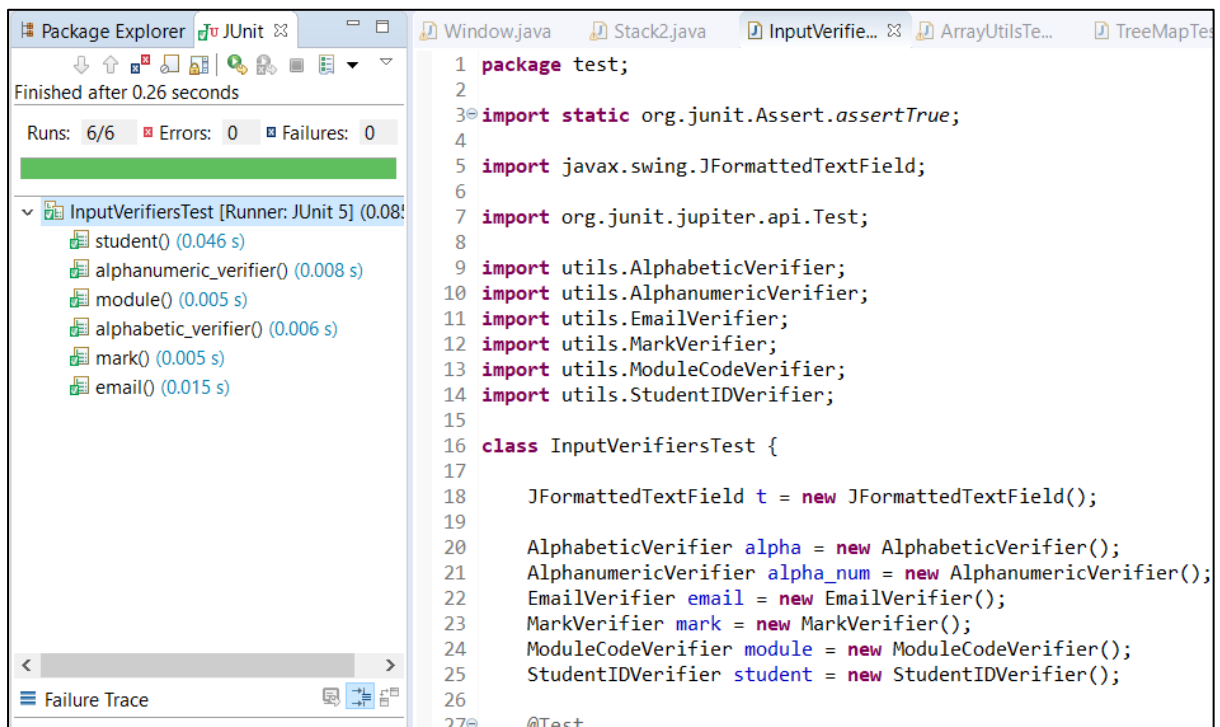 Package Explorer JUnit
Finished after 0.26 seconds
Runs: 6/6 Errors: 0 Failures: 0
InputVerifiersTest [Runner: JUnit 5] (0.085
student() (0.046 s)
alphanumeric_verifier() (0.008 s)
module() (0.005 s)
alphabetic_verifier() (0.006 s)
mark() (0.005 s)
email() (0.015 s)
Failure Trace
Window.java Stack2.java InputVerifie... ArrayUtilsTe... TreeMapTes
1 package test;
2
3 import static org.junit.Assert.assertTrue;
4
5 import javax.swing.JFormattedTextField;
6
7 import org.junit.jupiter.api.Test;
8
9 import utils.AlphabeticVerifier;
10 import utils.AlphanumericVerifier;
11 import utils.EmailVerifier;
12 import utils.MarkVerifier;
13 import utils.ModuleCodeVerifier;
14 import utils.StudentIDVerifier;
15
16 class InputVerifiersTest {
17
18 JFormattedTextField t = new JFormattedTextField();
19
20 AlphabeticVerifier alpha = new AlphabeticVerifier();
21 AlphanumericVerifier alpha_num = new AlphanumericVerifier();
22 EmailVerifier email = new EmailVerifier();
23 MarkVerifier mark = new MarkVerifier();
24 ModuleCodeVerifier module = new ModuleCodeVerifier();
25 StudentIDVerifier student = new StudentIDVerifier();
26
27 @Test